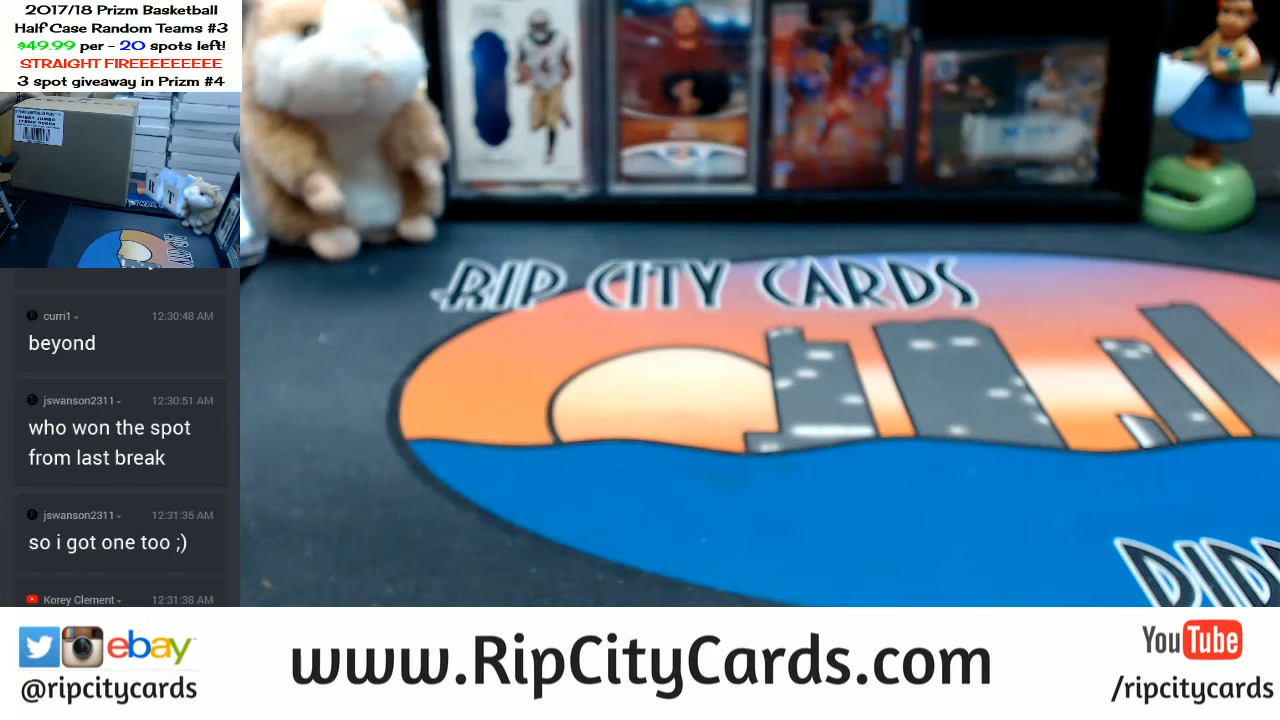 2017/18 Prizm Basketball
Half Case Random Teams #3
$49.99 per - 20 spots left!
STRAIGHT FIREEEEEEEEE
3 spot giveaway in Prizm #4
curri1
12:30:48 AM
beyond
jswanson2311
12:30:51 AM
who won the spot
from last break
jswanson2311
12:31:35 AM
so i got one too ;)
Korey Clement
12:31:38 AM
RIP CITY CARDS
ebay
@ripcitycards
www.RipCityCards.com
YouTube
/ripcitycards